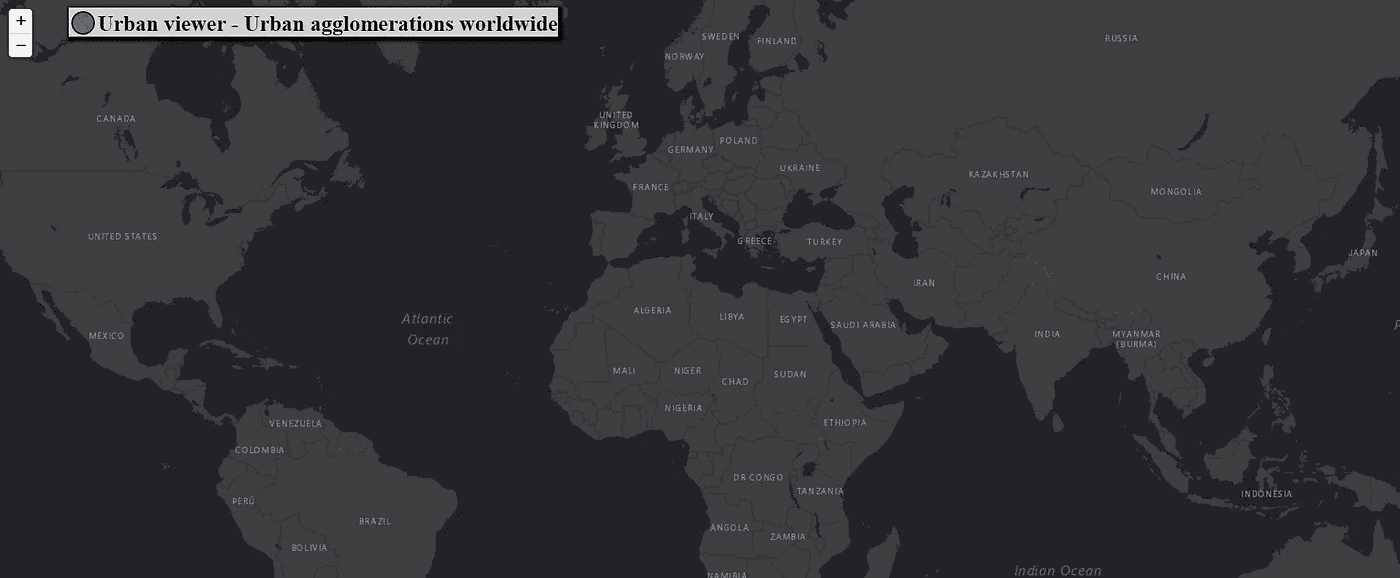 +
Urban viewer - Urban agglomerations worldwide
−
SWEDEN
FINLAND
RUSSIA
NORWAY
CANADA
UNITED
KINGDOM
POLAND
GERMANY
UKRAINE
KAZAKHSTAN
FRANCE
MONGOLIA
ITALY
UNITED STATES
GREECE
TURKEY
JAPAN
CHINA
IRAN
ALGERIA
LIBYA
EGYPT
SAUDI ARABIA
Atlantic
Ocean
MÉXICO
INDIA
MYANMAR
(BURMA)
MALI
NIGER
CHAD
SUDAN
NIGERIA
VENEZUELA
ETHIOPIA
COLOMBIA
DR CONGO
TANZANIA
INDONESIA
PERÚ
BRAZIL
ANGOLA
ZAMBIA
BOLIVIA
Indian Ocean
NAMIBIA